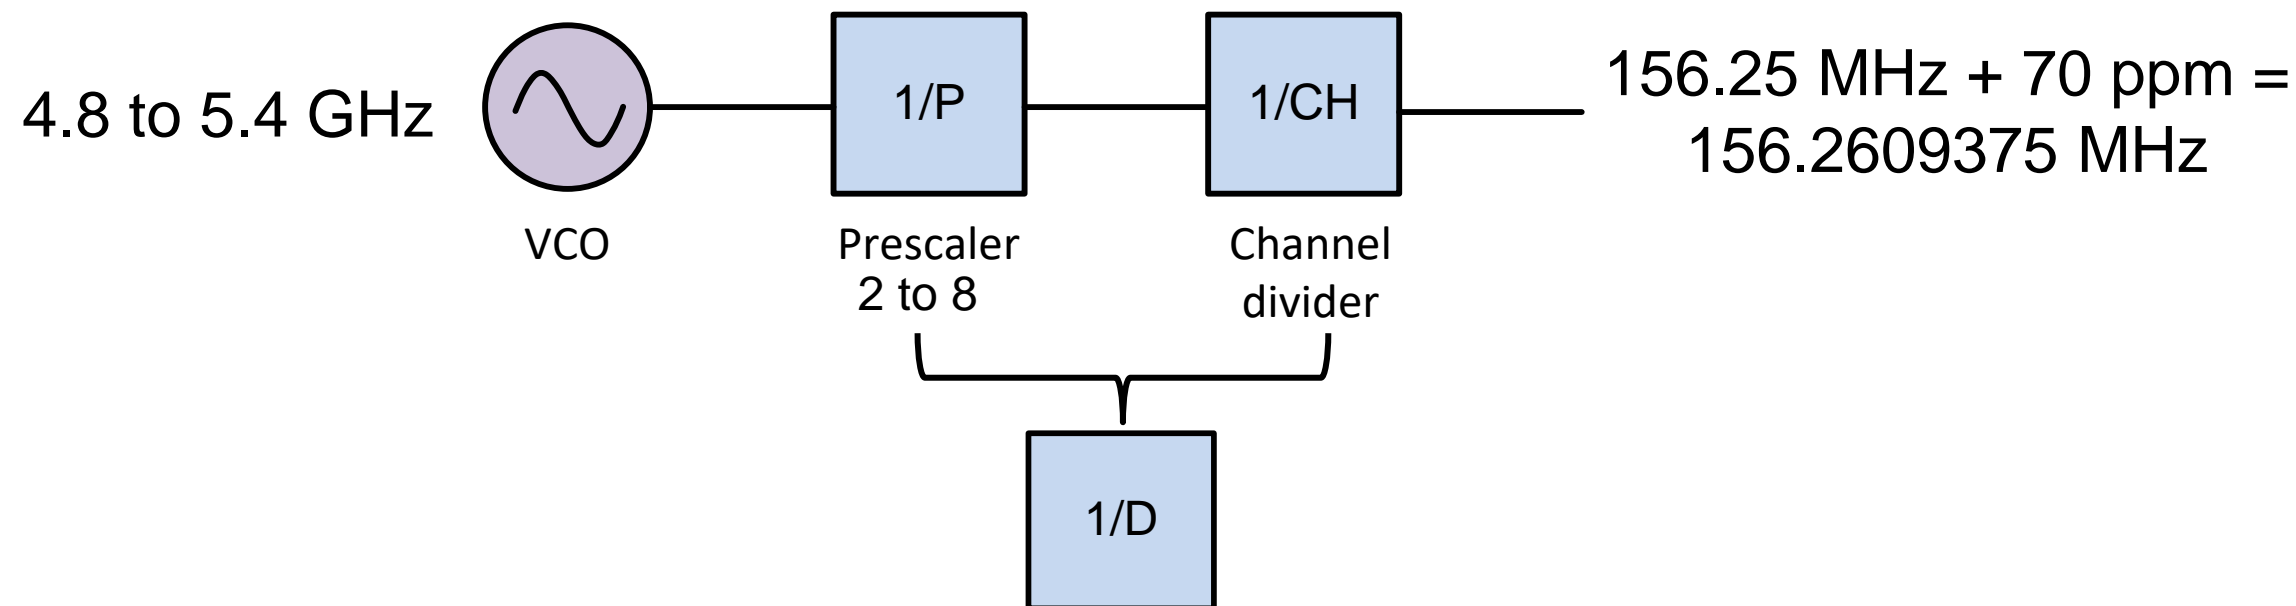 4.8 to 5.4 GHz
1/P
1/CH
156.25 MHz + 70 ppm =
156.2609375 MHz
VCO
Prescaler
2 to 8
Channel
divider
1/D